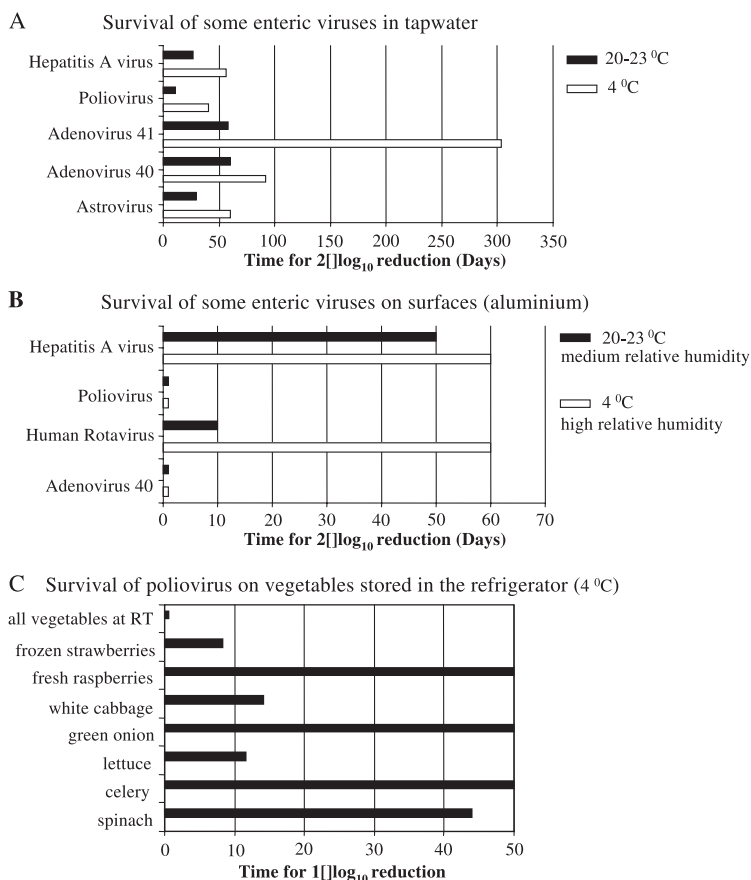 A Survival of some enteric viruses in tapwater
Hepatitis A virus
Poliovirus
Adenovirus 41
Adenovirus 40
Astrovirus
20-23 ⁰C
4 ⁰C
0 50 100 150 200 250 300 350
Time for 2[]log₁₀ reduction (Days)
B Survival of some enteric viruses on surfaces (aluminium)
Hepatitis A virus
Poliovirus
Human Rotavirus
Adenovirus 40
20-23 ⁰C
medium relative humidity
4 ⁰C
high relative humidity
0 10 20 30 40 50 60 70
Time for 2[]log₁₀ reduction (Days)
C Survival of poliovirus on vegetables stored in the refrigerator (4 ⁰C)
all vegetables at RT
frozen strawberries
fresh raspberries
white cabbage
green onion
lettuce
celery
spinach
0 10 20 30 40 50
Time for 1[]log₁₀ reduction